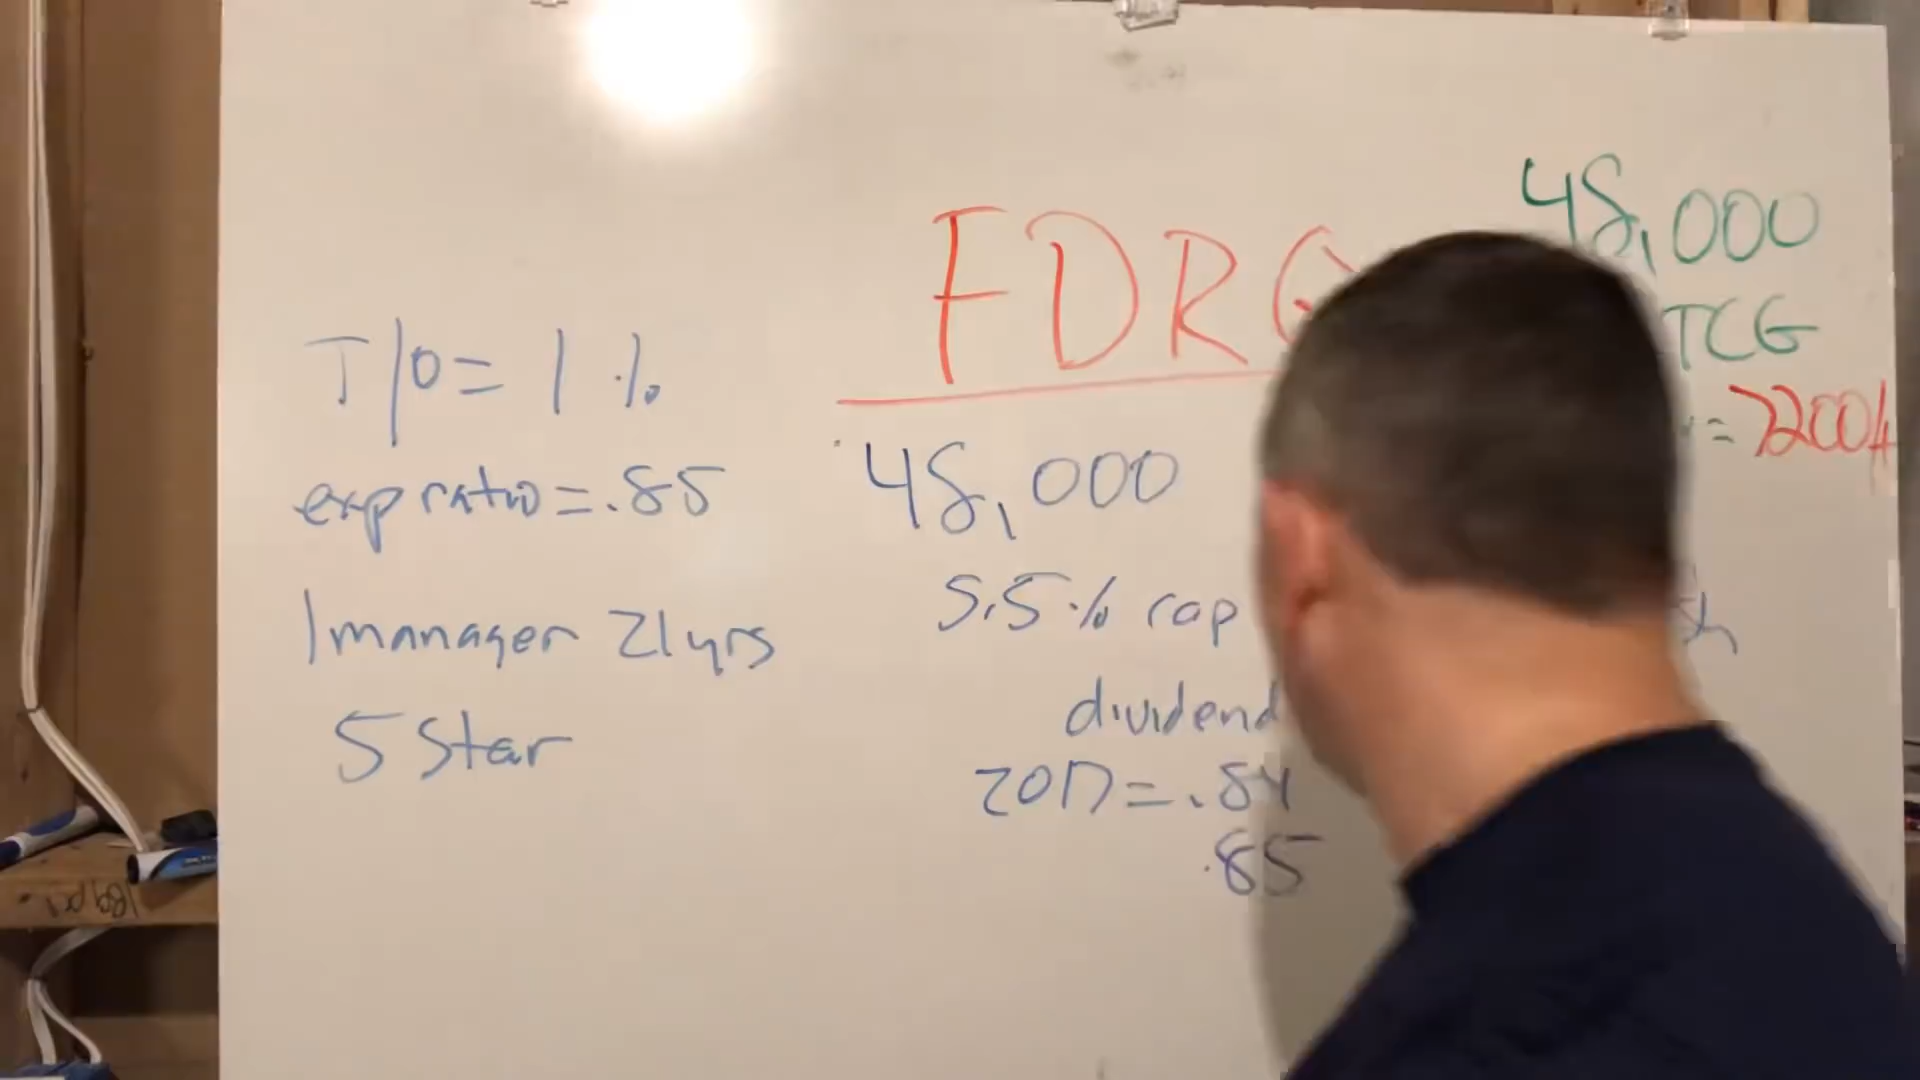 T/O = 1%
exp ratio = .85
1 manager 21 yrs
5 Star
FDRG
48,000
5.5% cap
dividend
2017 = .84
.85
48,000
TCG
= 7200